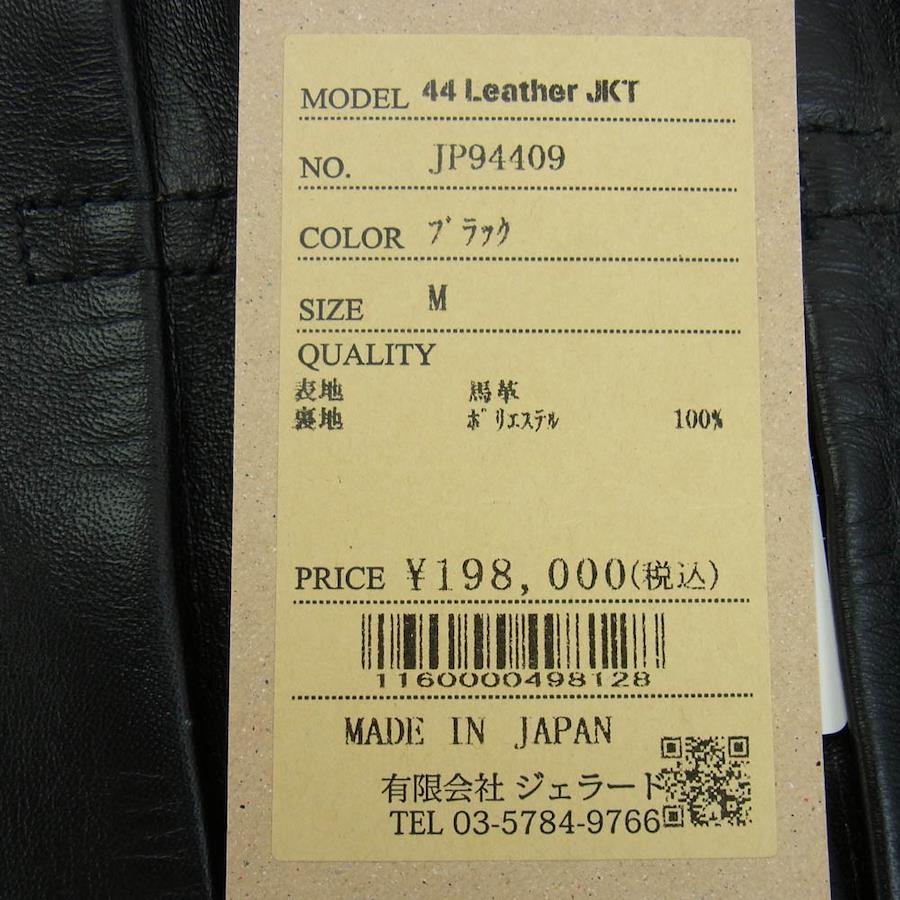 MODEL 44 Leather JKT
NO. JP94409
COLOR ブラック
SIZE M
QUALITY
表地 馬革
裏地 ポリエステル 100%
PRICE ¥198,000(税込)
1160000498128
MADE IN JAPAN
有限会社 ジェラード
TEL 03-5784-9766